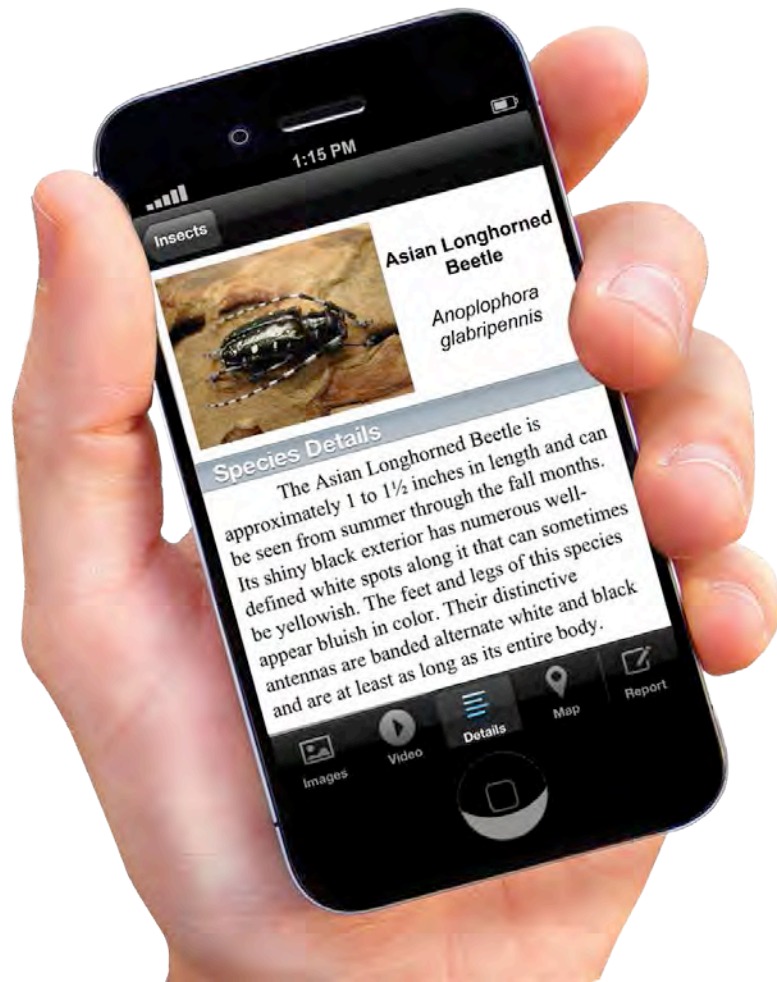 1:15 PM
Insects
Asian Longhorned
Beetle
Anoplophora
glabripennis
Species Details
The Asian Longhorned Beetle is
approximately 1 to 1½ inches in length and can
be seen from summer through the fall months.
Its shiny black exterior has numerous well-
defined white spots along it that can sometimes
be yellowish. The feet and legs of this species
appear bluish in color. Their distinctive
antennas are banded alternate white and black
and are at least as long as its entire body.
Images
Video
Details
Map
Report